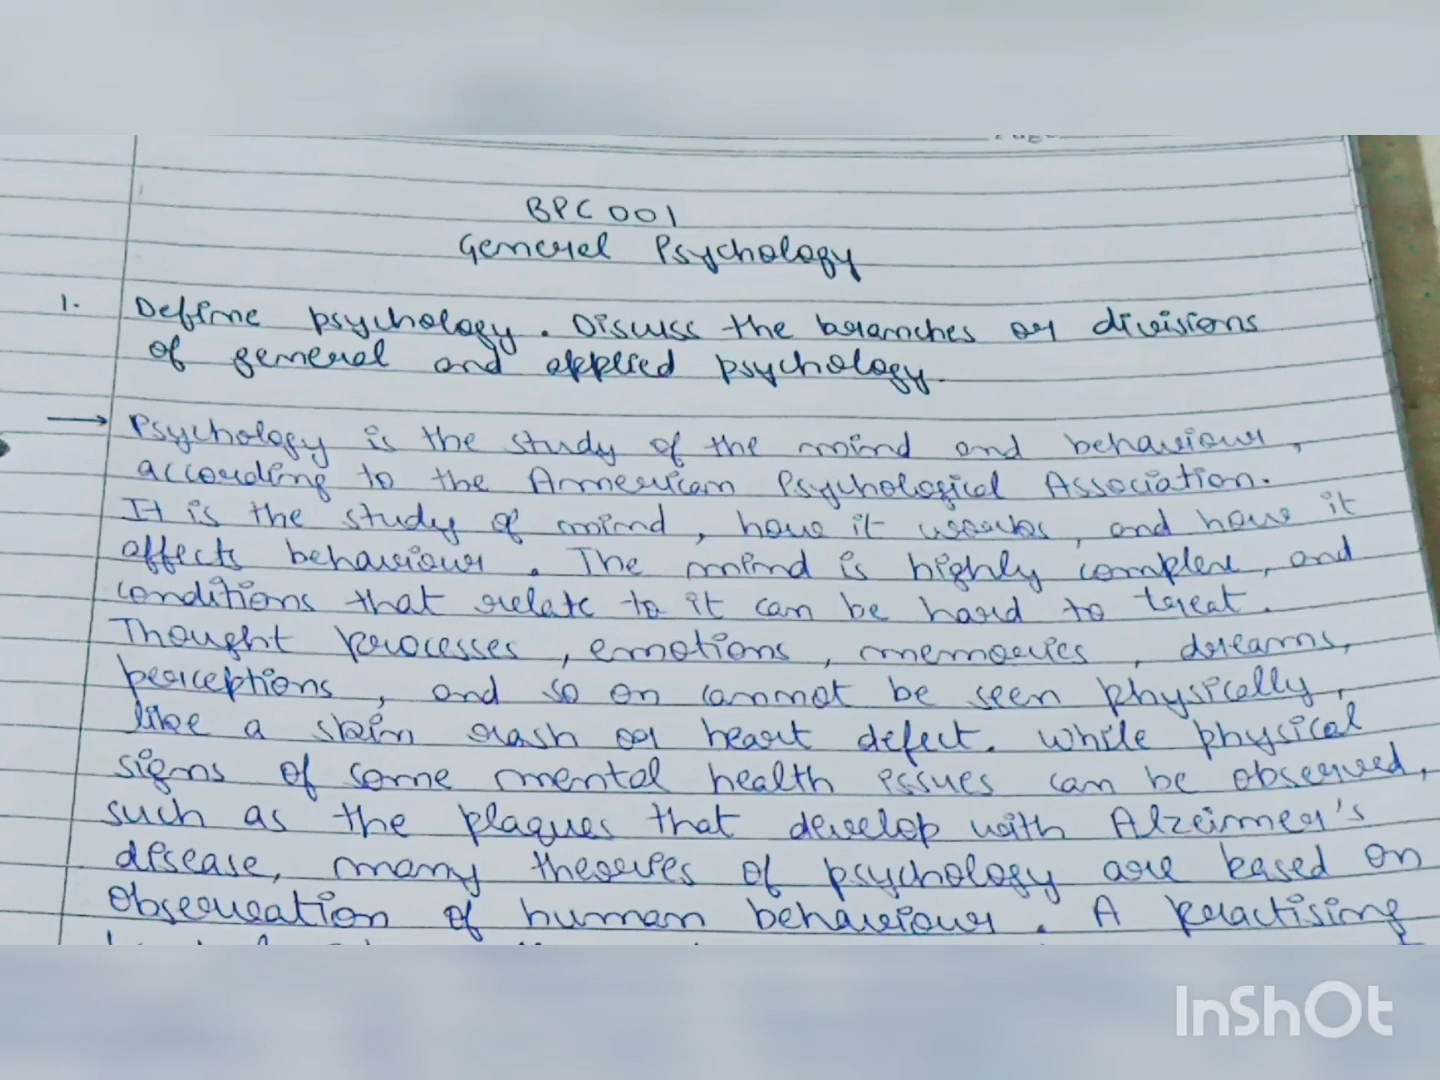 BPC 001
General Psychology
1. Define psychology. Discuss the branches or divisions
of general and applied psychology.
→ Psychology is the study of the mind and behaviour,
according to the American Psychological Association.
It is the study of mind, how it works, and how it
affects behaviour. The mind is highly complex, and
conditions that relate to it can be hard to treat.
Thought processes, emotions, memories, dreams,
perceptions, and so on cannot be seen physically,
like a skin rash or heart defect. While physical
signs of some mental health issues can be observed,
such as the plaques that develop with Alzeimer's
disease, many theories of psychology are based on
observation of human behaviour. A practising
InShOt